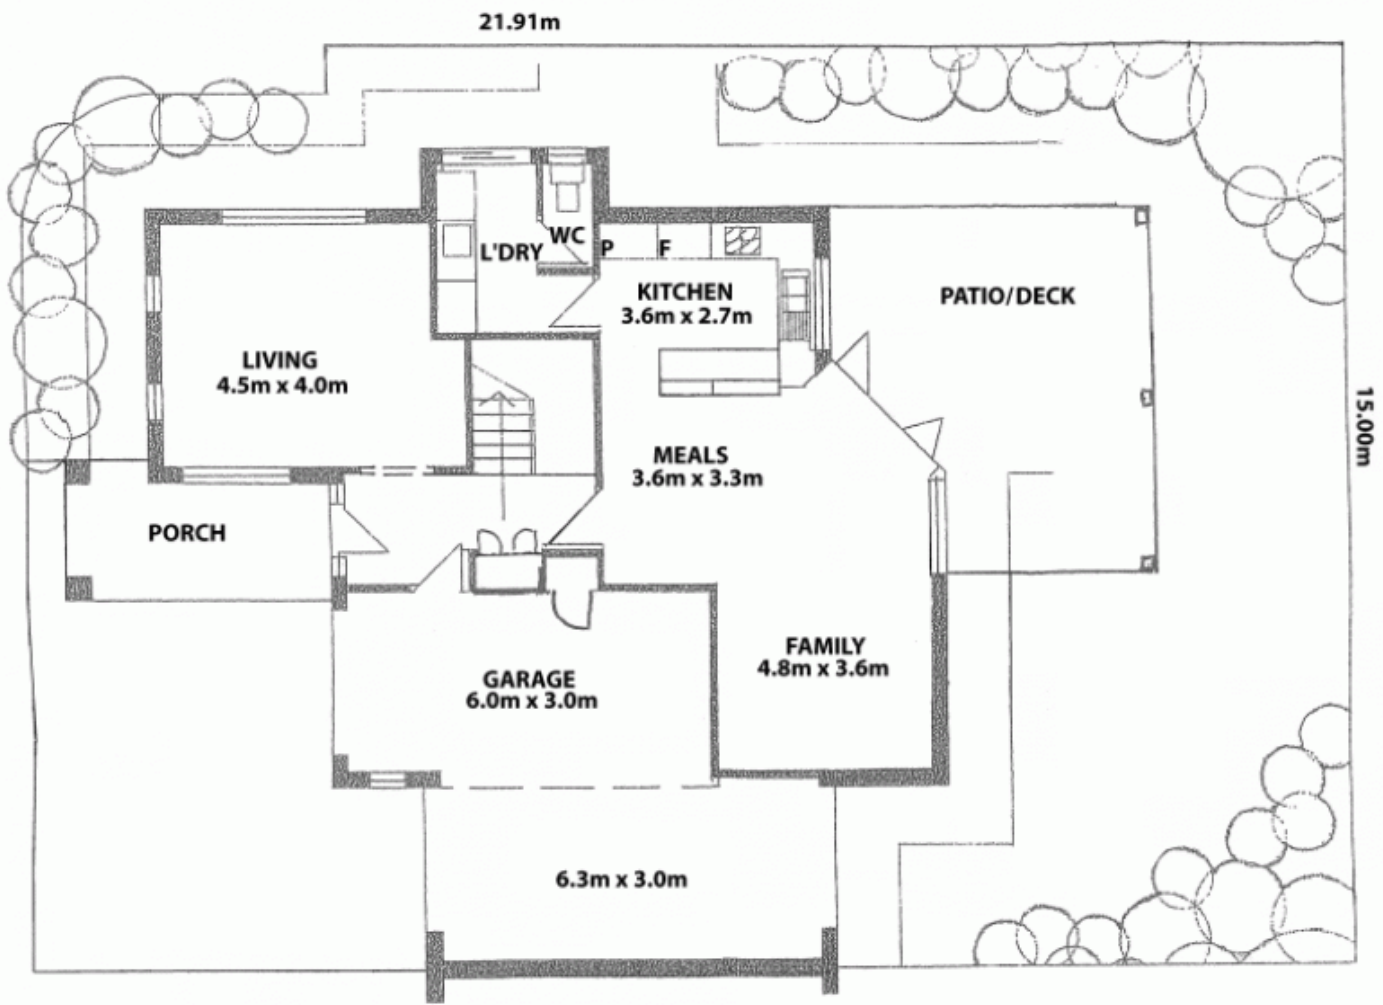 21.91m
WC
L'DRY
P
F
KITCHEN
3.6m x 2.7m
PATIO/DECK
LIVING
4.5m x 4.0m
15.00m
MEALS
3.6m x 3.3m
PORCH
FAMILY
4.8m x 3.6m
GARAGE
6.0m x 3.0m
6.3m x 3.0m